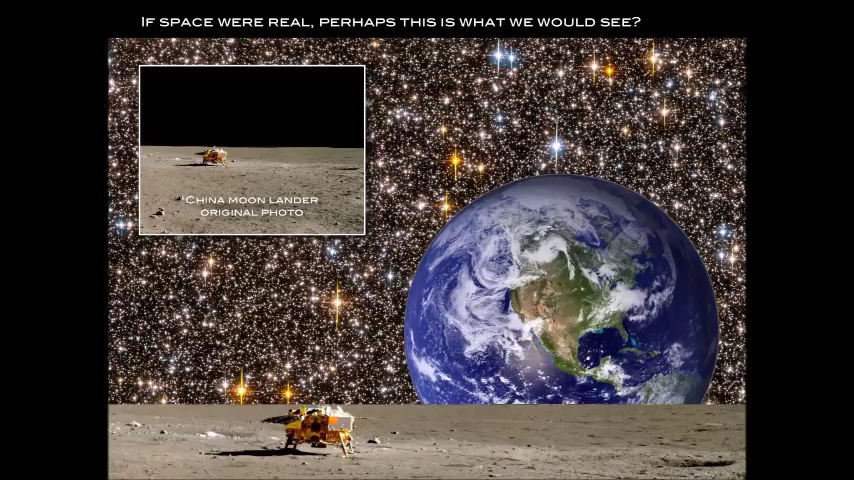 If space were real, perhaps this is what we would see?
*China moon lander
original photo